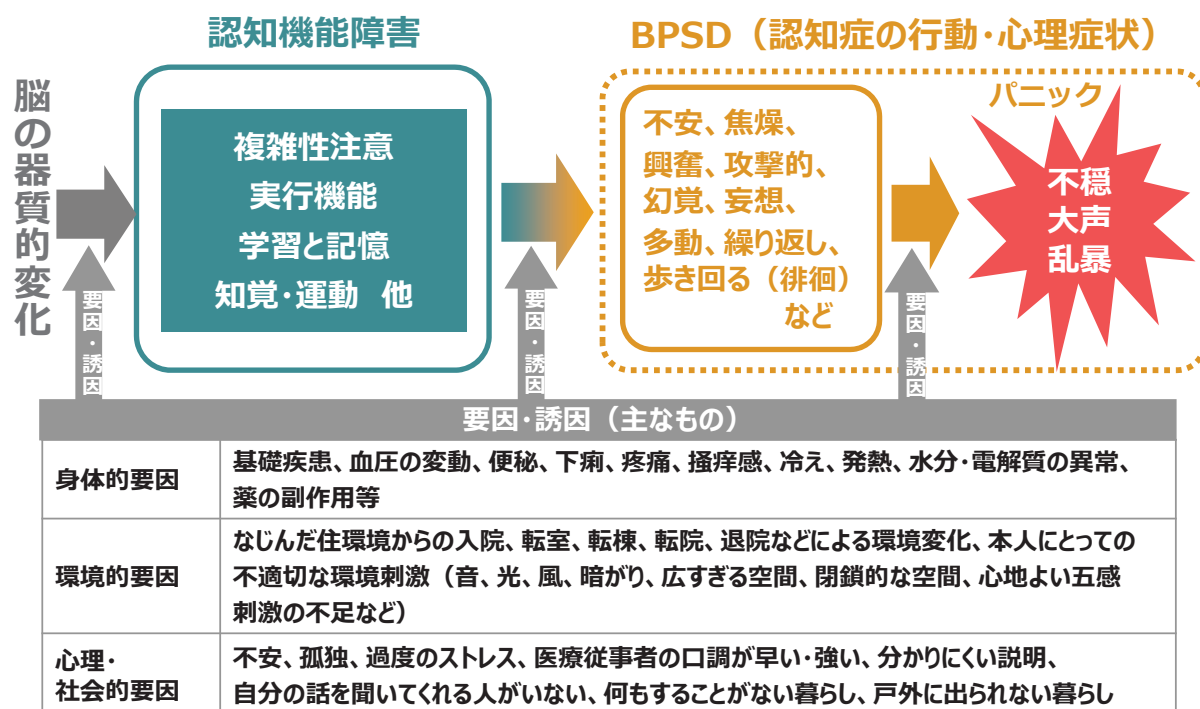 認知機能障害
BPSD（認知症の行動・心理症状）
脳の器質的変化
複雑性注意
実行機能
学習と記憶
知覚・運動 他
不安、焦燥、
興奮、攻撃的、
幻覚、妄想、
多動、繰り返し、
歩き回る（徘徊）
など
パニック
不穏
大声
乱暴
要因・誘因
要因・誘因
要因・誘因
要因・誘因（主なもの）
身体的要因
基礎疾患、血圧の変動、便秘、下痢、疼痛、掻痒感、冷え、発熱、水分・電解質の異常、
薬の副作用等
環境的要因
なじんだ住環境からの入院、転室、転棟、転院、退院などによる環境変化、本人にとっての
不適切な環境刺激（音、光、風、暗がり、広すぎる空間、閉鎖的な空間、心地よい五感
刺激の不足など）
心理・
社会的要因
不安、孤独、過度のストレス、医療従事者の口調が早い・強い、分かりにくい説明、
自分の話を聞いてくれる人がいない、何もすることがない暮らし、戸外に出られない暮らし